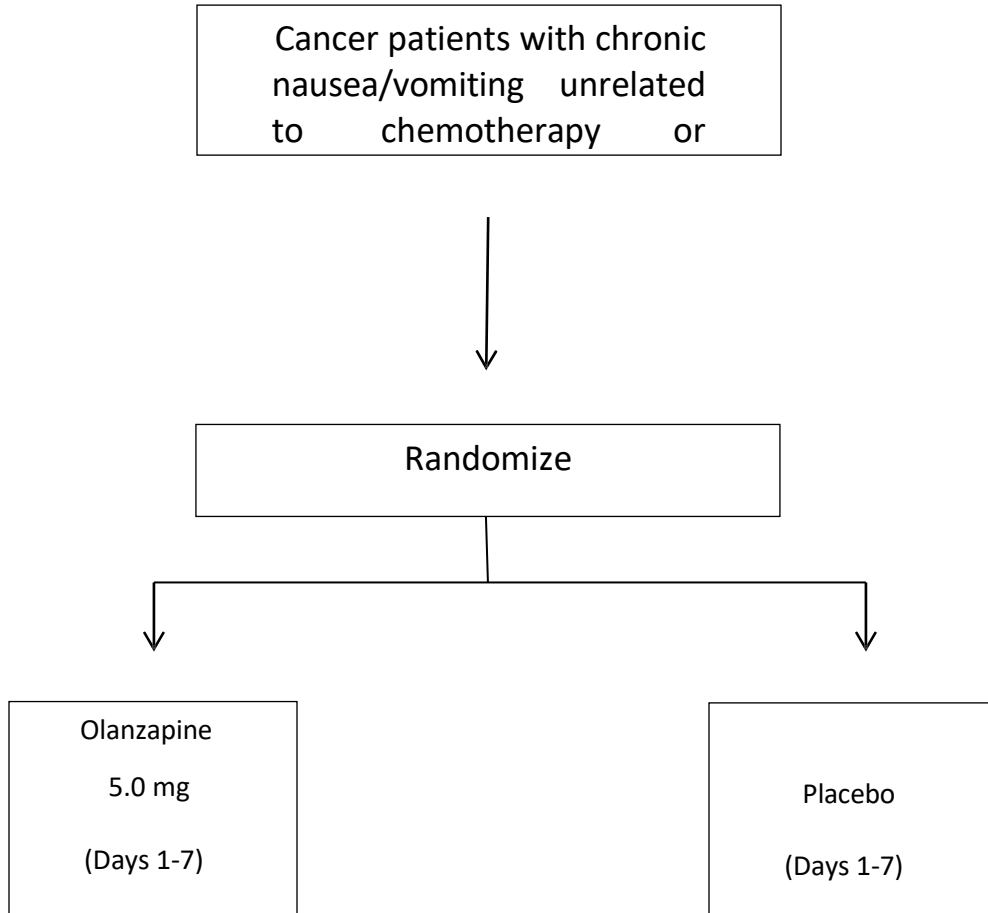 Cancer patients with chronic
nausea/vomiting unrelated
to chemotherapy or
Randomize
Olanzapine
5.0 mg
(Days 1-7)
Placebo
(Days 1-7)